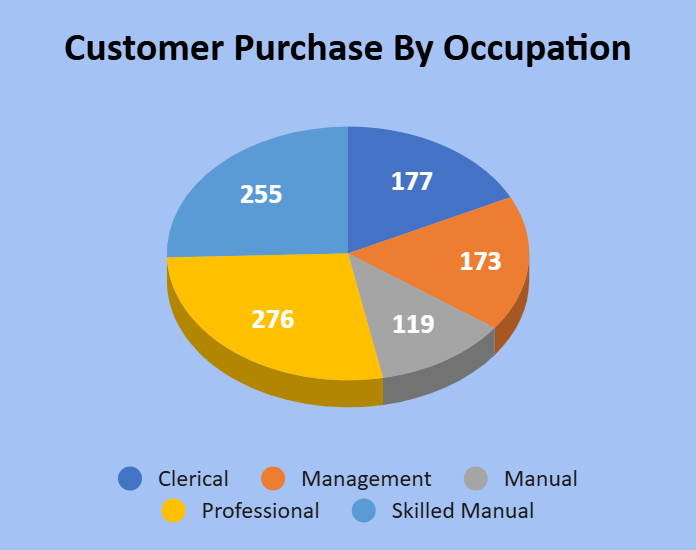 Customer Purchase By Occupation
177
255
173
276
119
Clerical Management Manual
Professional Skilled Manual